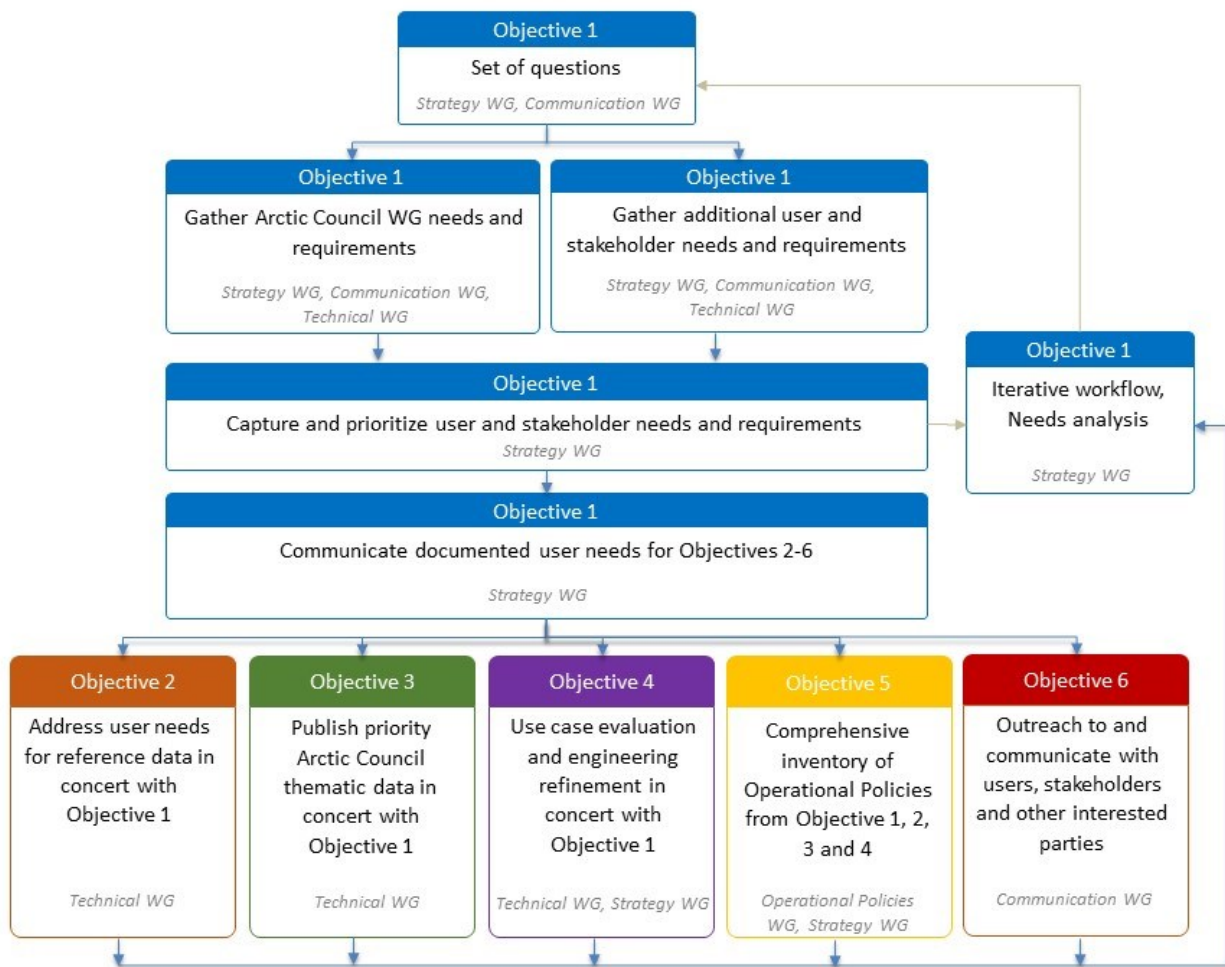 Objective 1
Set of questions
Strategy WG, Communication WG
Objective 1
Gather Arctic Council WG needs and
requirements
Strategy WG, Communication WG,
Technical WG
Objective 1
Gather additional user and
stakeholder needs and requirements
Strategy WG, Communication WG,
Technical WG
Objective 1
Capture and prioritize user and stakeholder needs and requirements
Strategy WG
Objective 1
Iterative workflow,
Needs analysis
Strategy WG
Objective 1
Communicate documented user needs for Objectives 2-6
Strategy WG
Objective 2
Address user needs
for reference data in
concert with
Objective 1
Technical WG
Objective 3
Publish priority
Arctic Council
thematic data in
concert with
Objective 1
Technical WG
Objective 4
Use case evaluation
and engineering
refinement in
concert with
Objective 1
Technical WG, Strategy WG
Objective 5
Comprehensive
inventory of
Operational Policies
from Objective 1, 2,
3 and 4
Operational Policies
WG, Strategy WG
Objective 6
Outreach to and
communicate with
users, stakeholders
and other interested
parties
Communication WG